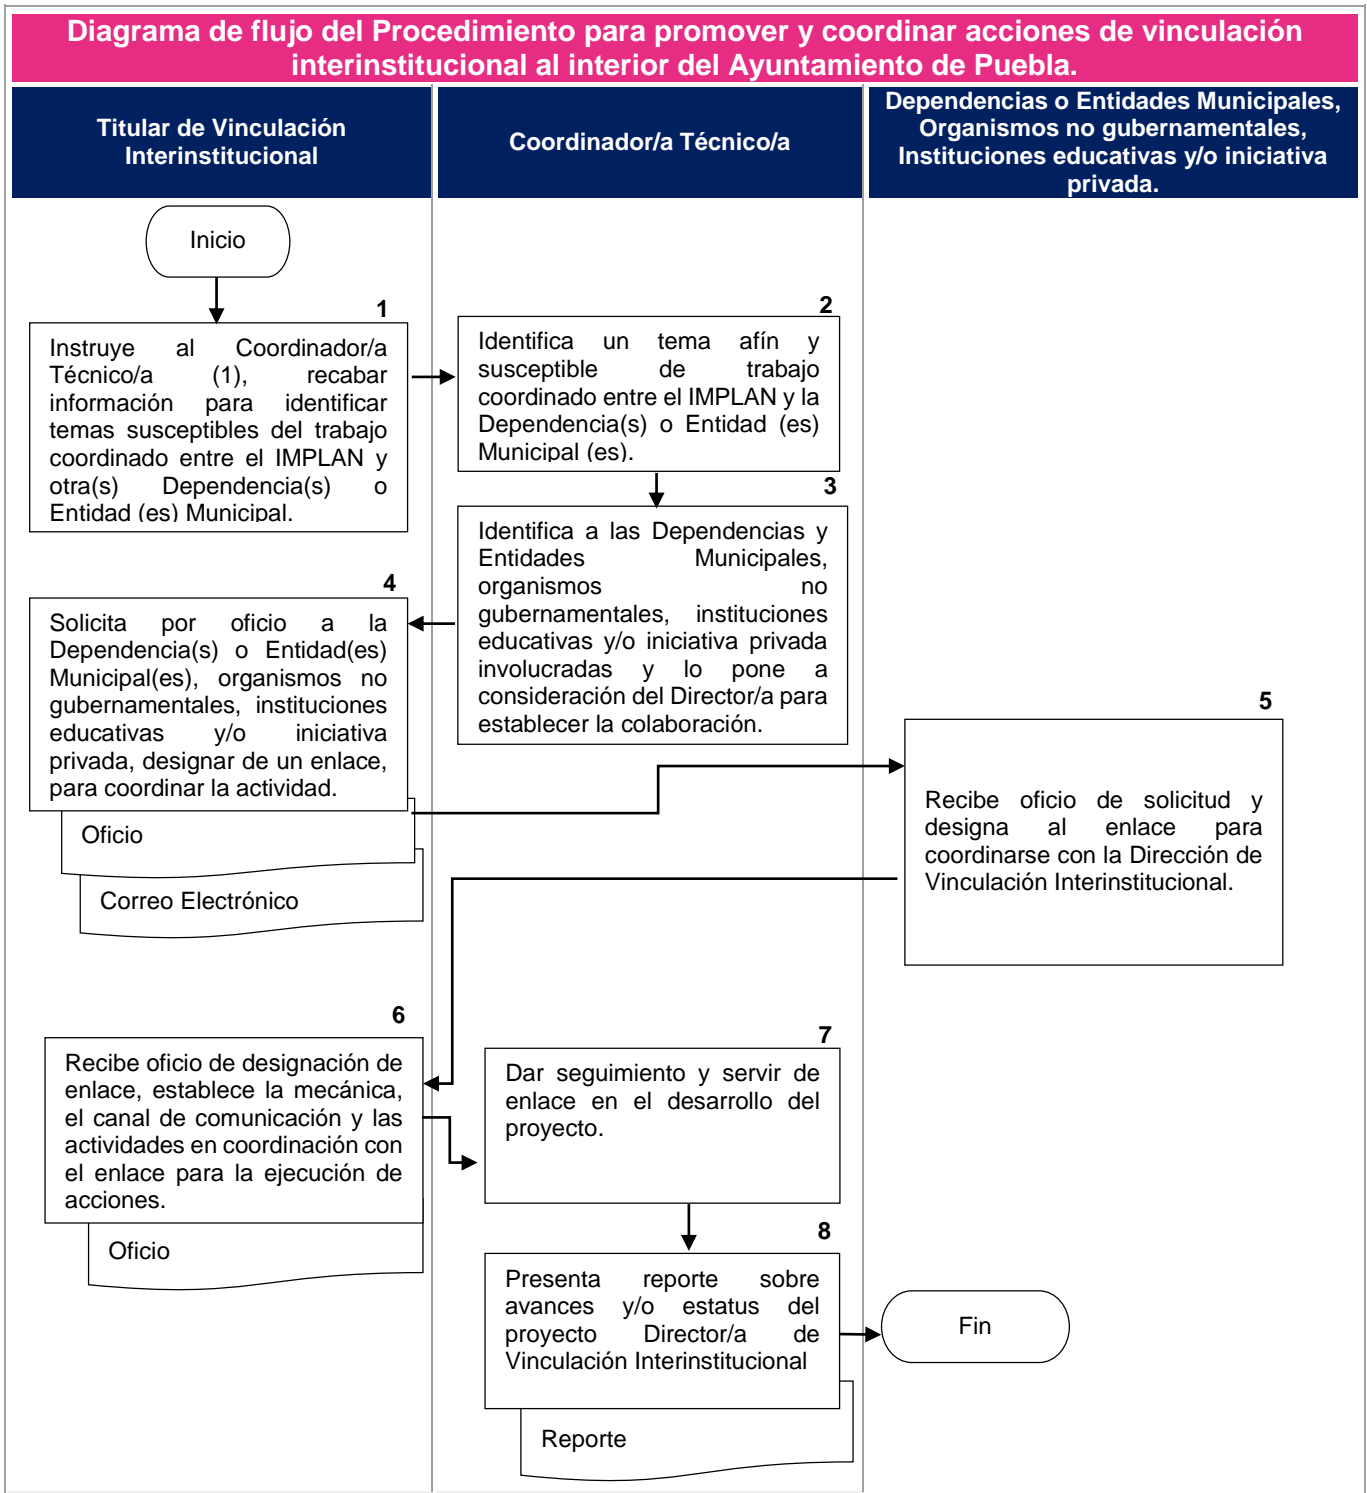 Diagrama de flujo del Procedimiento para promover y coordinar acciones de vinculación
interinstitucional al interior del Ayuntamiento de Puebla.
Titular de Vinculación
Interinstitucional
Coordinador/a Técnico/a
Dependencias o Entidades Municipales,
Organismos no gubernamentales,
Instituciones educativas y/o iniciativa
privada.
Inicio
1
Instruye al Coordinador/a
Técnico/a (1), recabar
información para identificar
temas susceptibles del trabajo
coordinado entre el IMPLAN y
otra(s) Dependencia(s) o
Entidad (es) Municipal.
2
Identifica un tema afín y
susceptible de trabajo
coordinado entre el IMPLAN y la
Dependencia(s) o Entidad (es)
Municipal (es).
3
Identifica a las Dependencias y
Entidades Municipales,
organismos no
gubernamentales, instituciones
educativas y/o iniciativa privada
involucradas y lo pone a
consideración del Director/a para
establecer la colaboración.
4
Solicita por oficio a la
Dependencia(s) o Entidad(es)
Municipal(es), organismos no
gubernamentales, instituciones
educativas y/o iniciativa
privada, designar de un enlace,
para coordinar la actividad.
Oficio
Correo Electrónico
5
Recibe oficio de solicitud y
designa al enlace para
coordinarse con la Dirección de
Vinculación Interinstitucional.
6
Recibe oficio de designación de
enlace, establece la mecánica,
el canal de comunicación y las
actividades en coordinación con
el enlace para la ejecución de
acciones.
Oficio
7
Dar seguimiento y servir de
enlace en el desarrollo del
proyecto.
8
Presenta reporte sobre
avances y/o estatus del
proyecto Director/a de
Vinculación Interinstitucional
Reporte
Fin